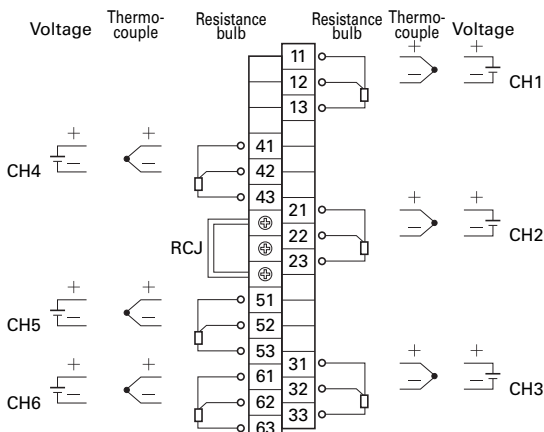 Voltage Thermo-couple Resistance bulb Resistance bulb Thermo-couple Voltage
11
12
13
+ − + − CH1
41
42
43
CH4 + − + −
21
22
23
+ − + − CH2
RCJ
51
52
53
CH5 + − + −
31
32
33
+ − + − CH3
61
62
63
CH6 + − + −